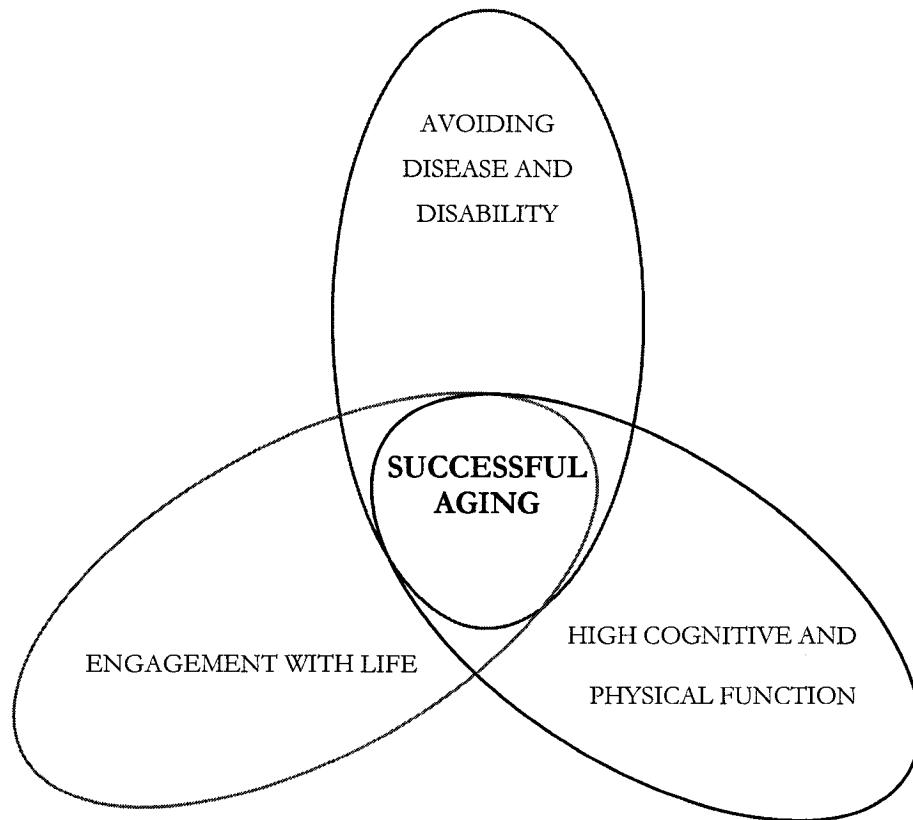 AVOIDING
DISEASE AND
DISABILITY
SUCCESSFUL
AGING
ENGAGEMENT WITH LIFE
HIGH COGNITIVE AND
PHYSICAL FUNCTION